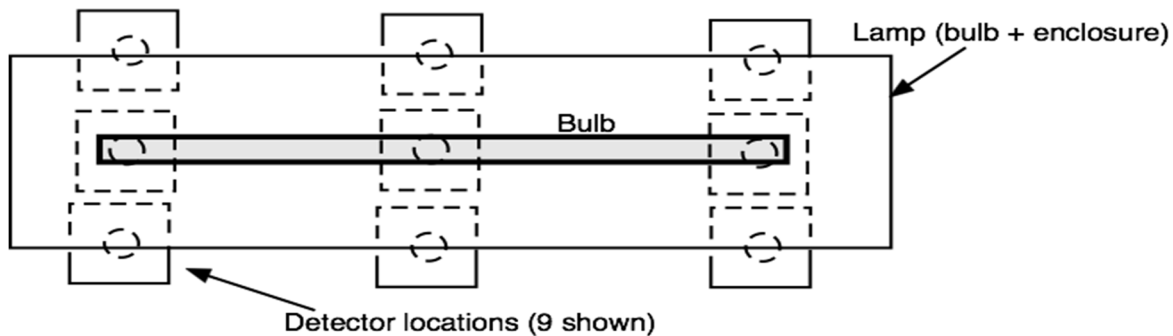 Lamp (bulb + enclosure)
Bulb
Detector locations (9 shown)